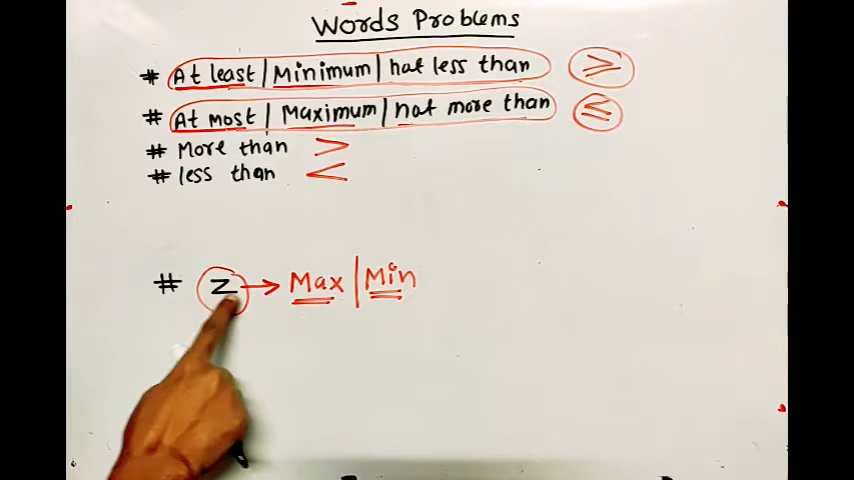 Words Problems
# At least | Minimum | not less than ≥
# At most | Maximum | not more than ≤
# More than >
# less than <
# Z → Max | Min